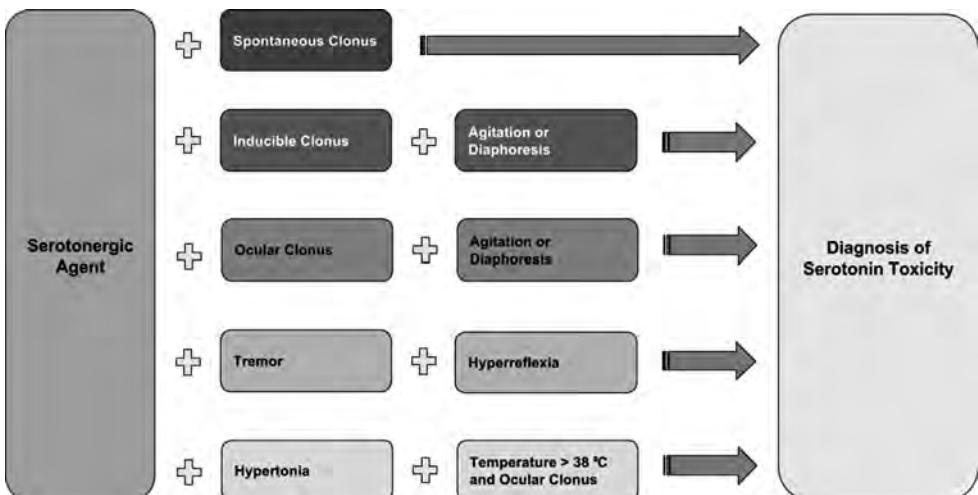 Serotonergic
Agent
Spontaneous Clonus
Inducible Clonus
Agitation or
Diaphoresis
Ocular Clonus
Agitation or
Diaphoresis
Tremor
Hyperreflexia
Hypertonia
Temperature > 38 ºC
and Ocular Clonus
Diagnosis of
Serotonin Toxicity